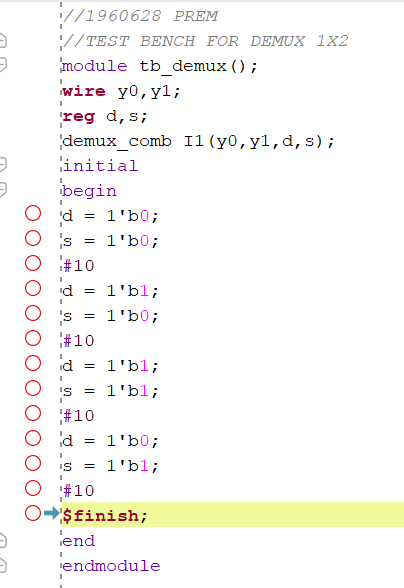 //1960628 PREM
//TEST BENCH FOR DEMUX 1X2
module tb_demux();
wire y0,y1;
reg d,s;
demux_comb I1(y0,y1,d,s);
initial
begin
d = 1'b0;
s = 1'b0;
#10
d = 1'b1;
s = 1'b0;
#10
d = 1'b1;
s = 1'b1;
#10
d = 1'b0;
s = 1'b1;
#10
$finish;
end
endmodule